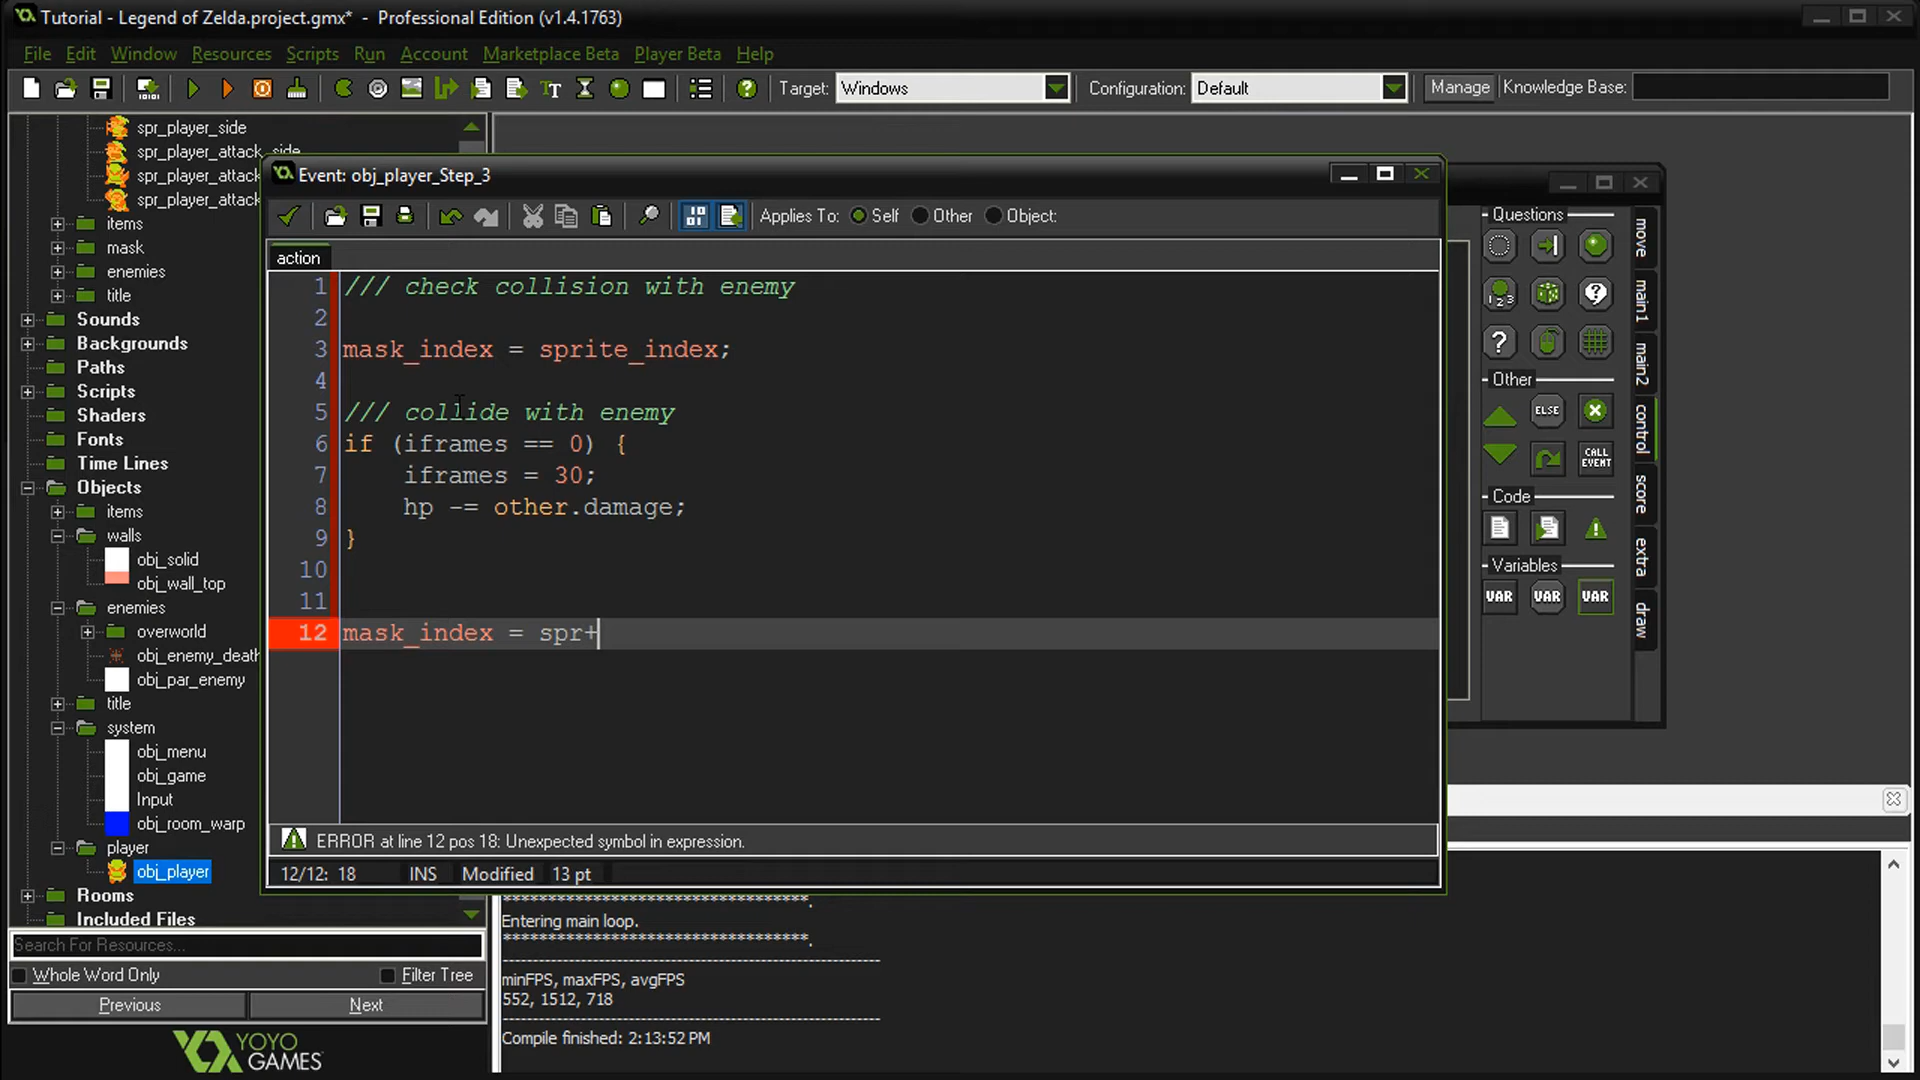 Tutorial - Legend of Zelda.project.gmx* - Professional Edition (v1.4.1763)
File Edit Window Resources Scripts Run Account Marketplace Beta Player Beta Help
Target: Windows Configuration: Default Manage Knowledge Base:
spr_player_side
spr_player_attack_side
spr_player_attack
spr_player_attack
items
mask
enemies
title
Sounds
Backgrounds
Paths
Scripts
Shaders
Fonts
Time Lines
Objects
items
walls
obj_solid
obj_wall_top
enemies
overworld
obj_enemy_death
obj_par_enemy
title
system
obj_menu
obj_game
Input
obj_room_warp
player
obj_player
Rooms
Included Files
Search For Resources...
Whole Word Only Filter Tree
Previous Next
YOYO
GAMES
Event: obj_player_Step_3
Applies To: Self Other Object:
action
1 /// check collision with enemy
2
3 mask_index = sprite_index;
4
5 /// collide with enemy
6 if (iframes == 0) {
7 iframes = 30;
8 hp -= other.damage;
9 }
10
11
12 mask_index = spr+
ERROR at line 12 pos 18: Unexpected symbol in expression.
12/12: 18 INS Modified 13 pt
Questions
Other
ELSE
CALL
EVENT
Code
Variables
VAR VAR VAR
move
main1
main2
control
score
extra
draw
**********************************.
Entering main loop.
**********************************.
minFPS, maxFPS, avgFPS
552, 1512, 718
Compile finished: 2:13:52 PM